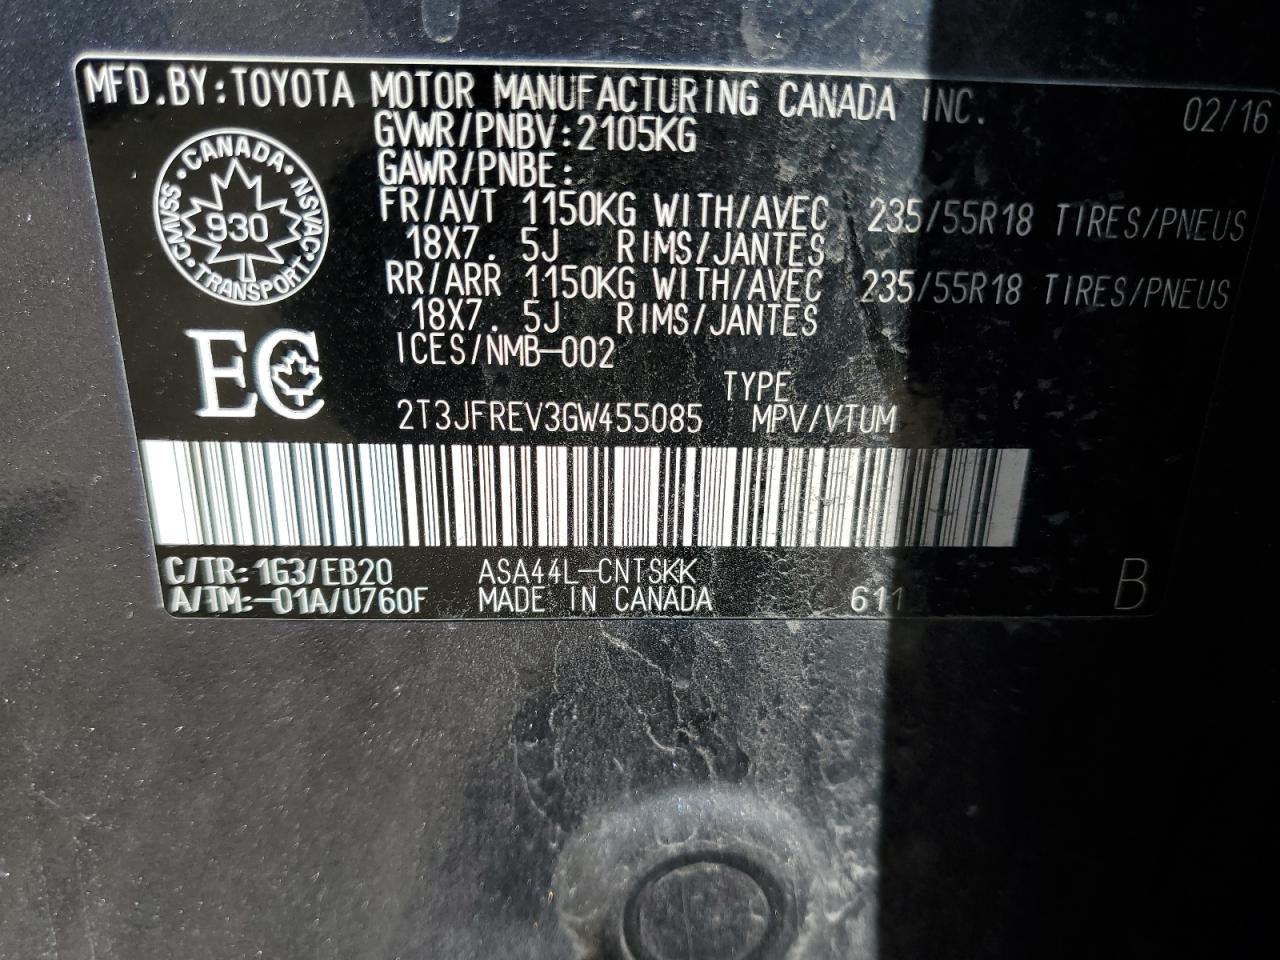 MFD.BY:TOYOTA MOTOR MANUFACTURING CANADA INC. 02/16
GVWR/PNBV:2105KG
GAWR/PNBE:
FR/AVT 1150KG WITH/AVEC 235/55R18 TIRES/PNEUS
18X7.5J RIMS/JANTES
RR/ARR 1150KG WITH/AVEC 235/55R18 TIRES/PNEUS
18X7.5J RIMS/JANTES
ICES/NMB-002
CANADA · NSVAC · TRANSPORT · CMVSS
930
EC
TYPE
2T3JFREV3GW455085 MPV/VTUM
C/TR:1G3/EB20 ASA44L-CNTSKK
A/TM:-01A/U760F MADE IN CANADA 611 B